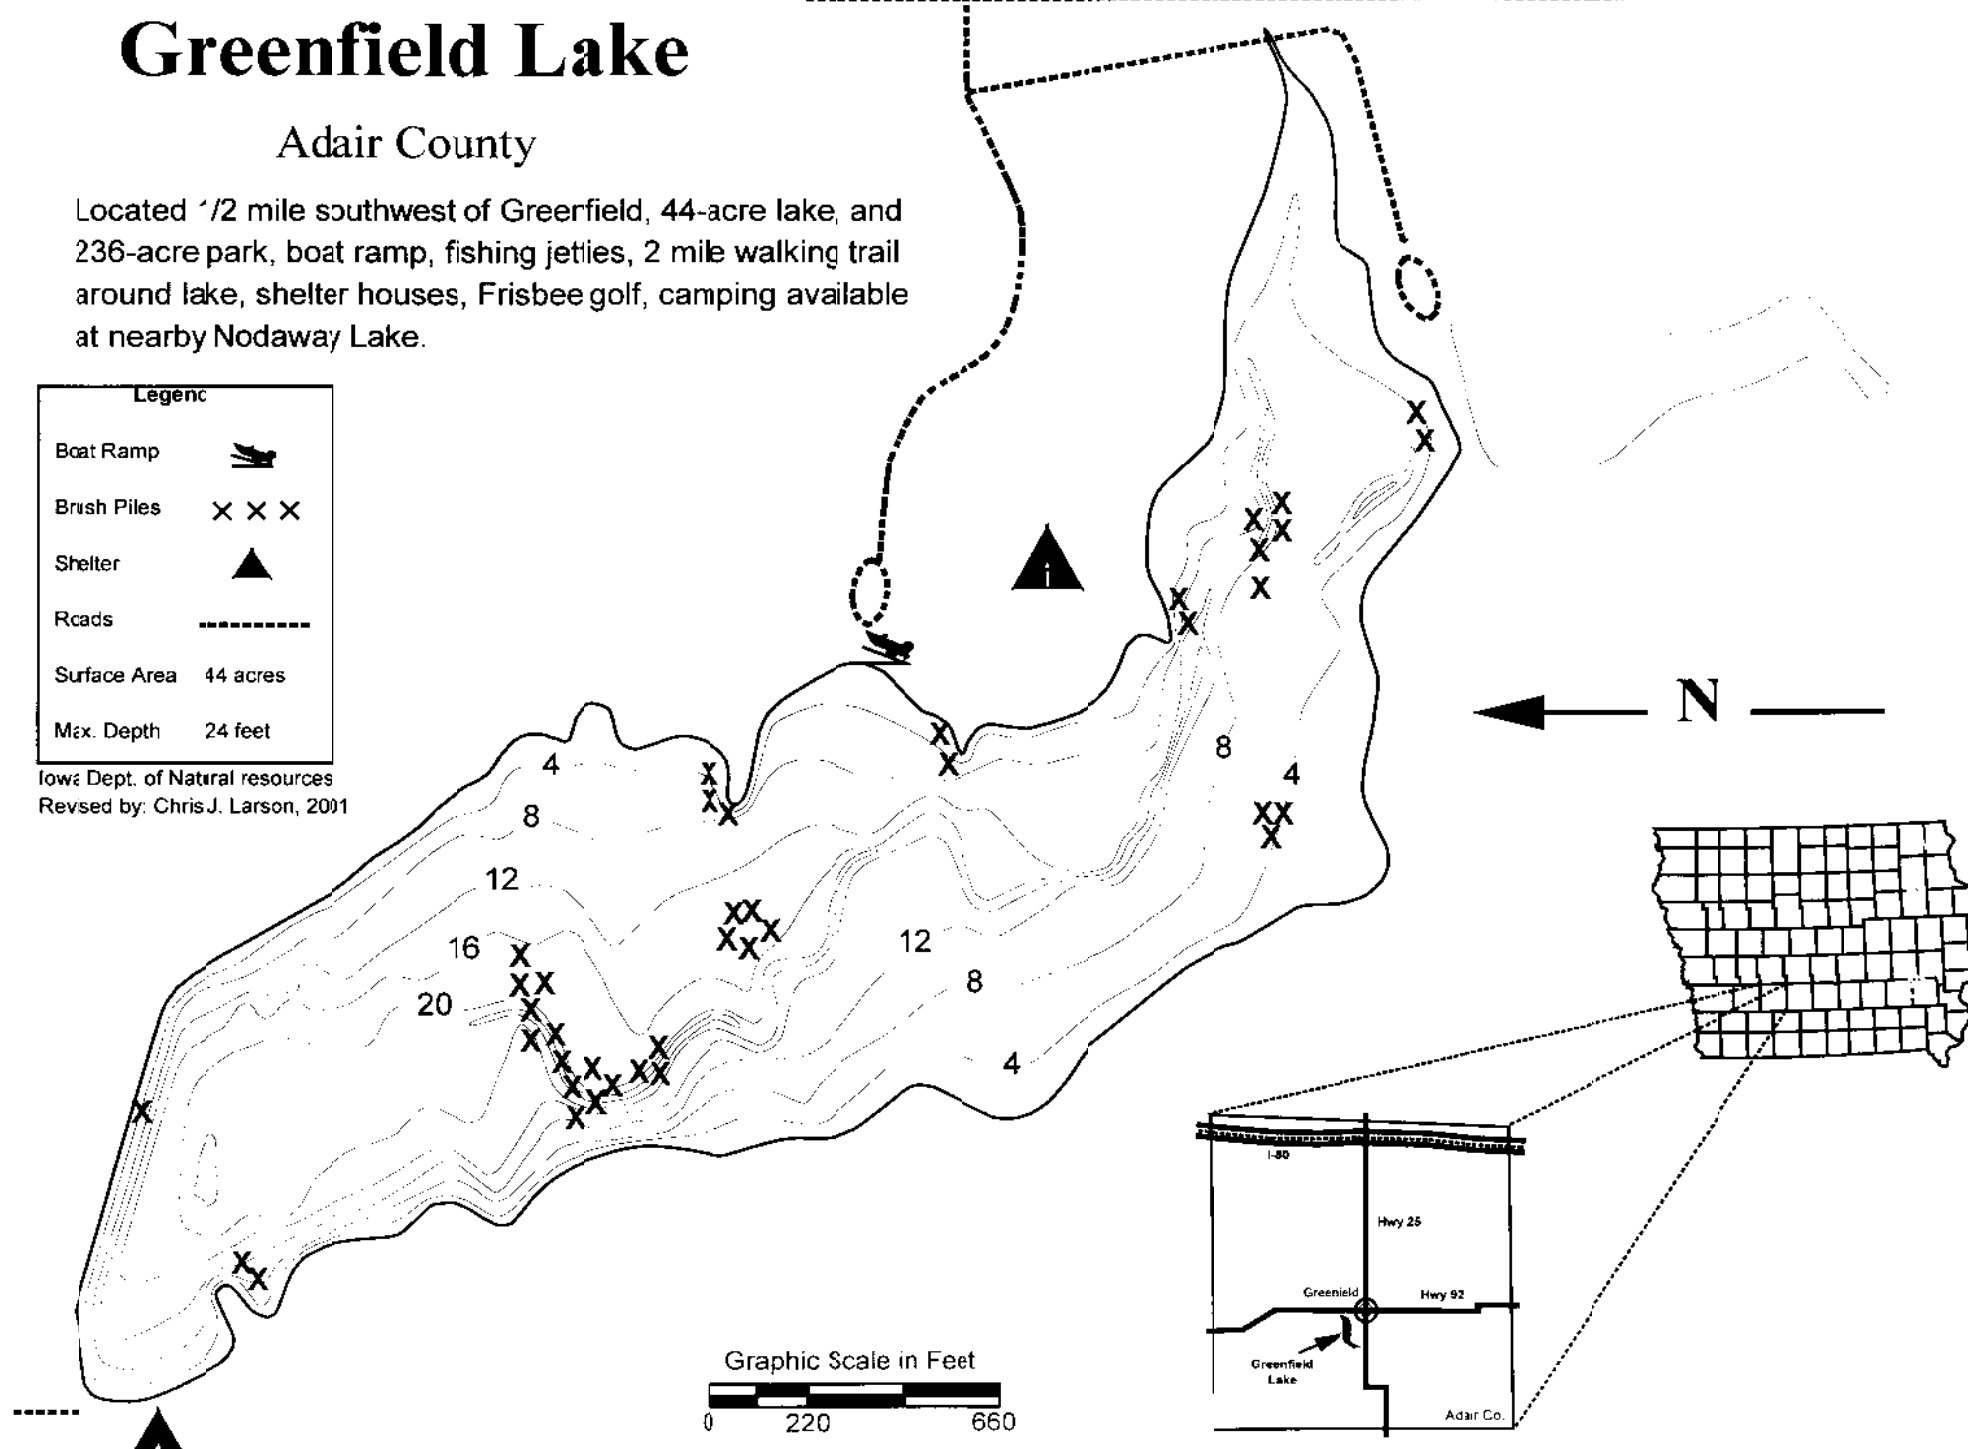 Greenfield Lake
Adair County
Located 1/2 mile southwest of Greenfield, 44-acre lake, and
236-acre park, boat ramp, fishing jetties, 2 mile walking trail
around lake, shelter houses, Frisbee golf, camping available
at nearby Nodaway Lake.
Legend
Boat Ramp
Brush Piles X X X
Shelter
Roads
Surface Area 44 acres
Max. Depth 24 feet
Iowa Dept. of Natural resources
Revsed by: Chris J. Larson, 2001
N
4
8
12
16
20
8
4
12
8
4
Graphic Scale in Feet
0 220 660
I-80
Hwy 25
Greenield
Hwy 92
Greenfield
Lake
Adair Co.